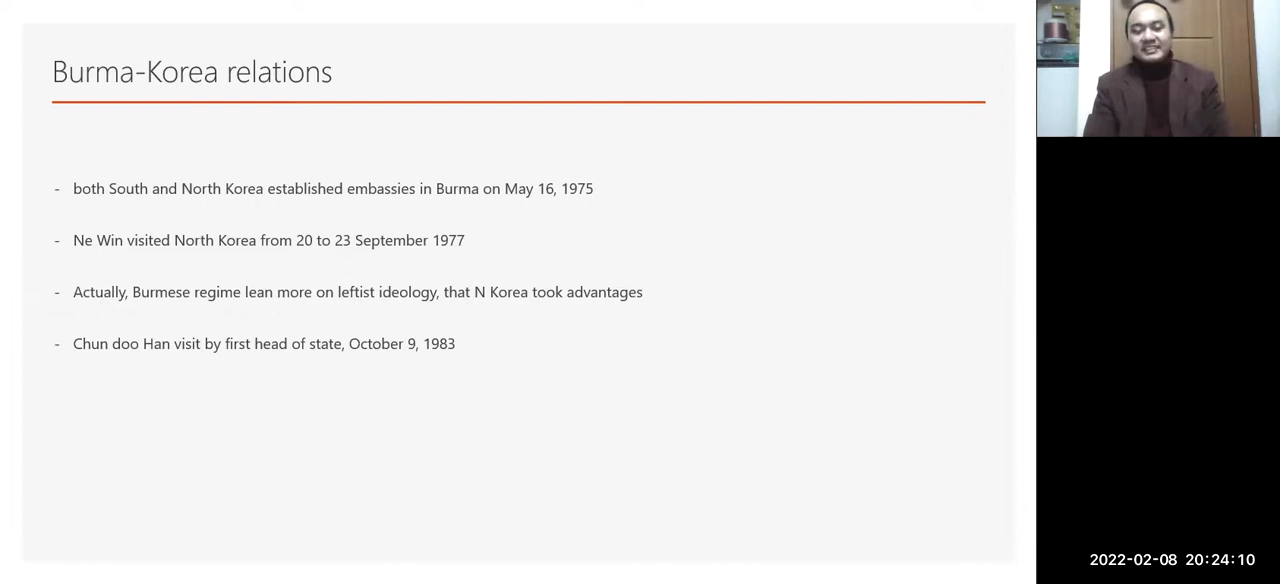 Burma-Korea relations
- both South and North Korea established embassies in Burma on May 16, 1975
- Ne Win visited North Korea from 20 to 23 September 1977
- Actually, Burmese regime lean more on leftist ideology, that N Korea took advantages
- Chun doo Han visit by first head of state, October 9, 1983
2022-02-08 20:24:10